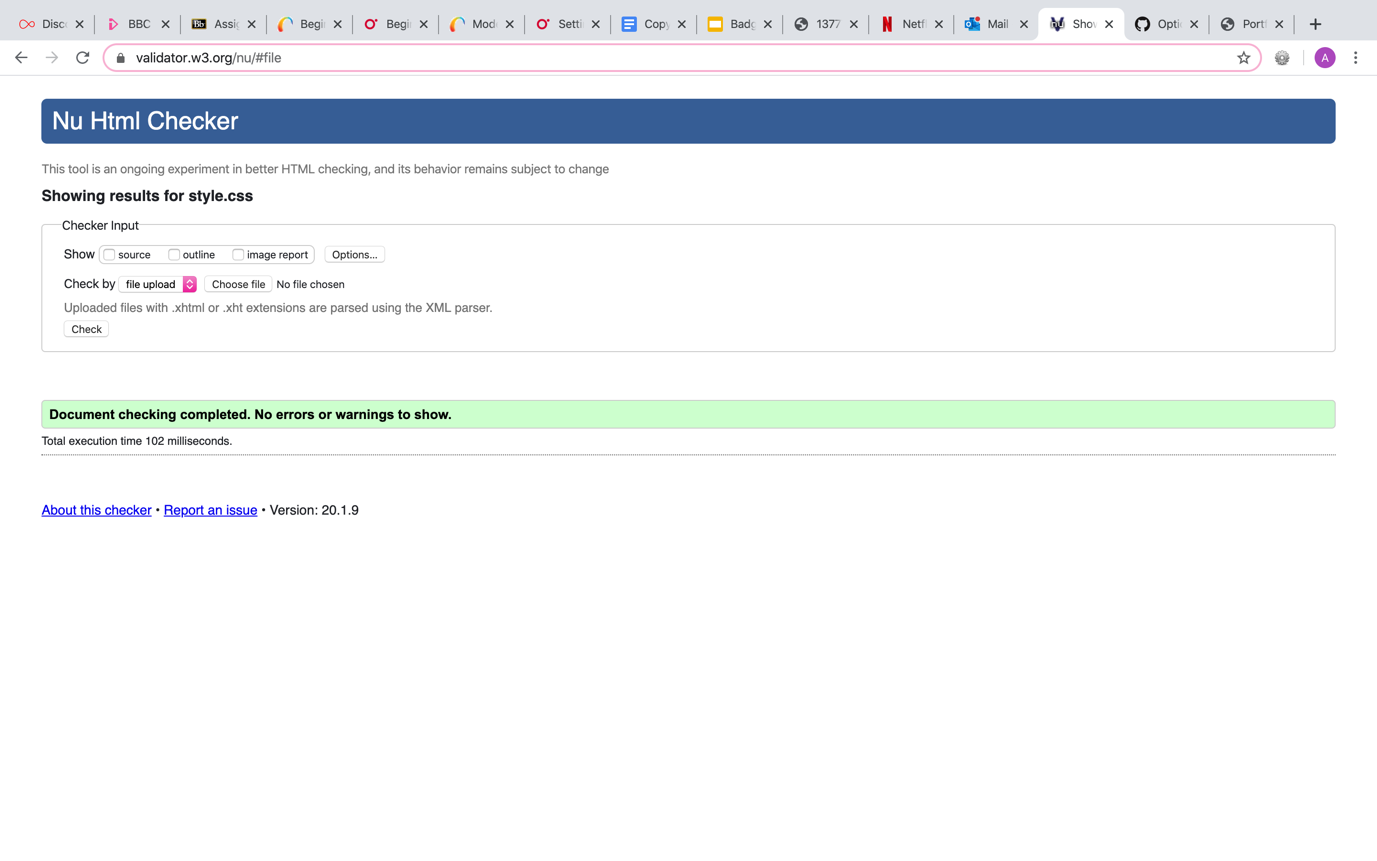 Disc BBC Bb Assig Begi Begi Mod Setti Copy Badg 1377 N Netf Mail nu Show Optio Portf
validator.w3.org/nu/#file A
Nu Html Checker
This tool is an ongoing experiment in better HTML checking, and its behavior remains subject to change
Showing results for style.css
Checker Input
Show source outline image report Options...
Check by file upload Choose file No file chosen
Uploaded files with .xhtml or .xht extensions are parsed using the XML parser.
Check
Document checking completed. No errors or warnings to show.
Total execution time 102 milliseconds.
About this checker • Report an issue • Version: 20.1.9